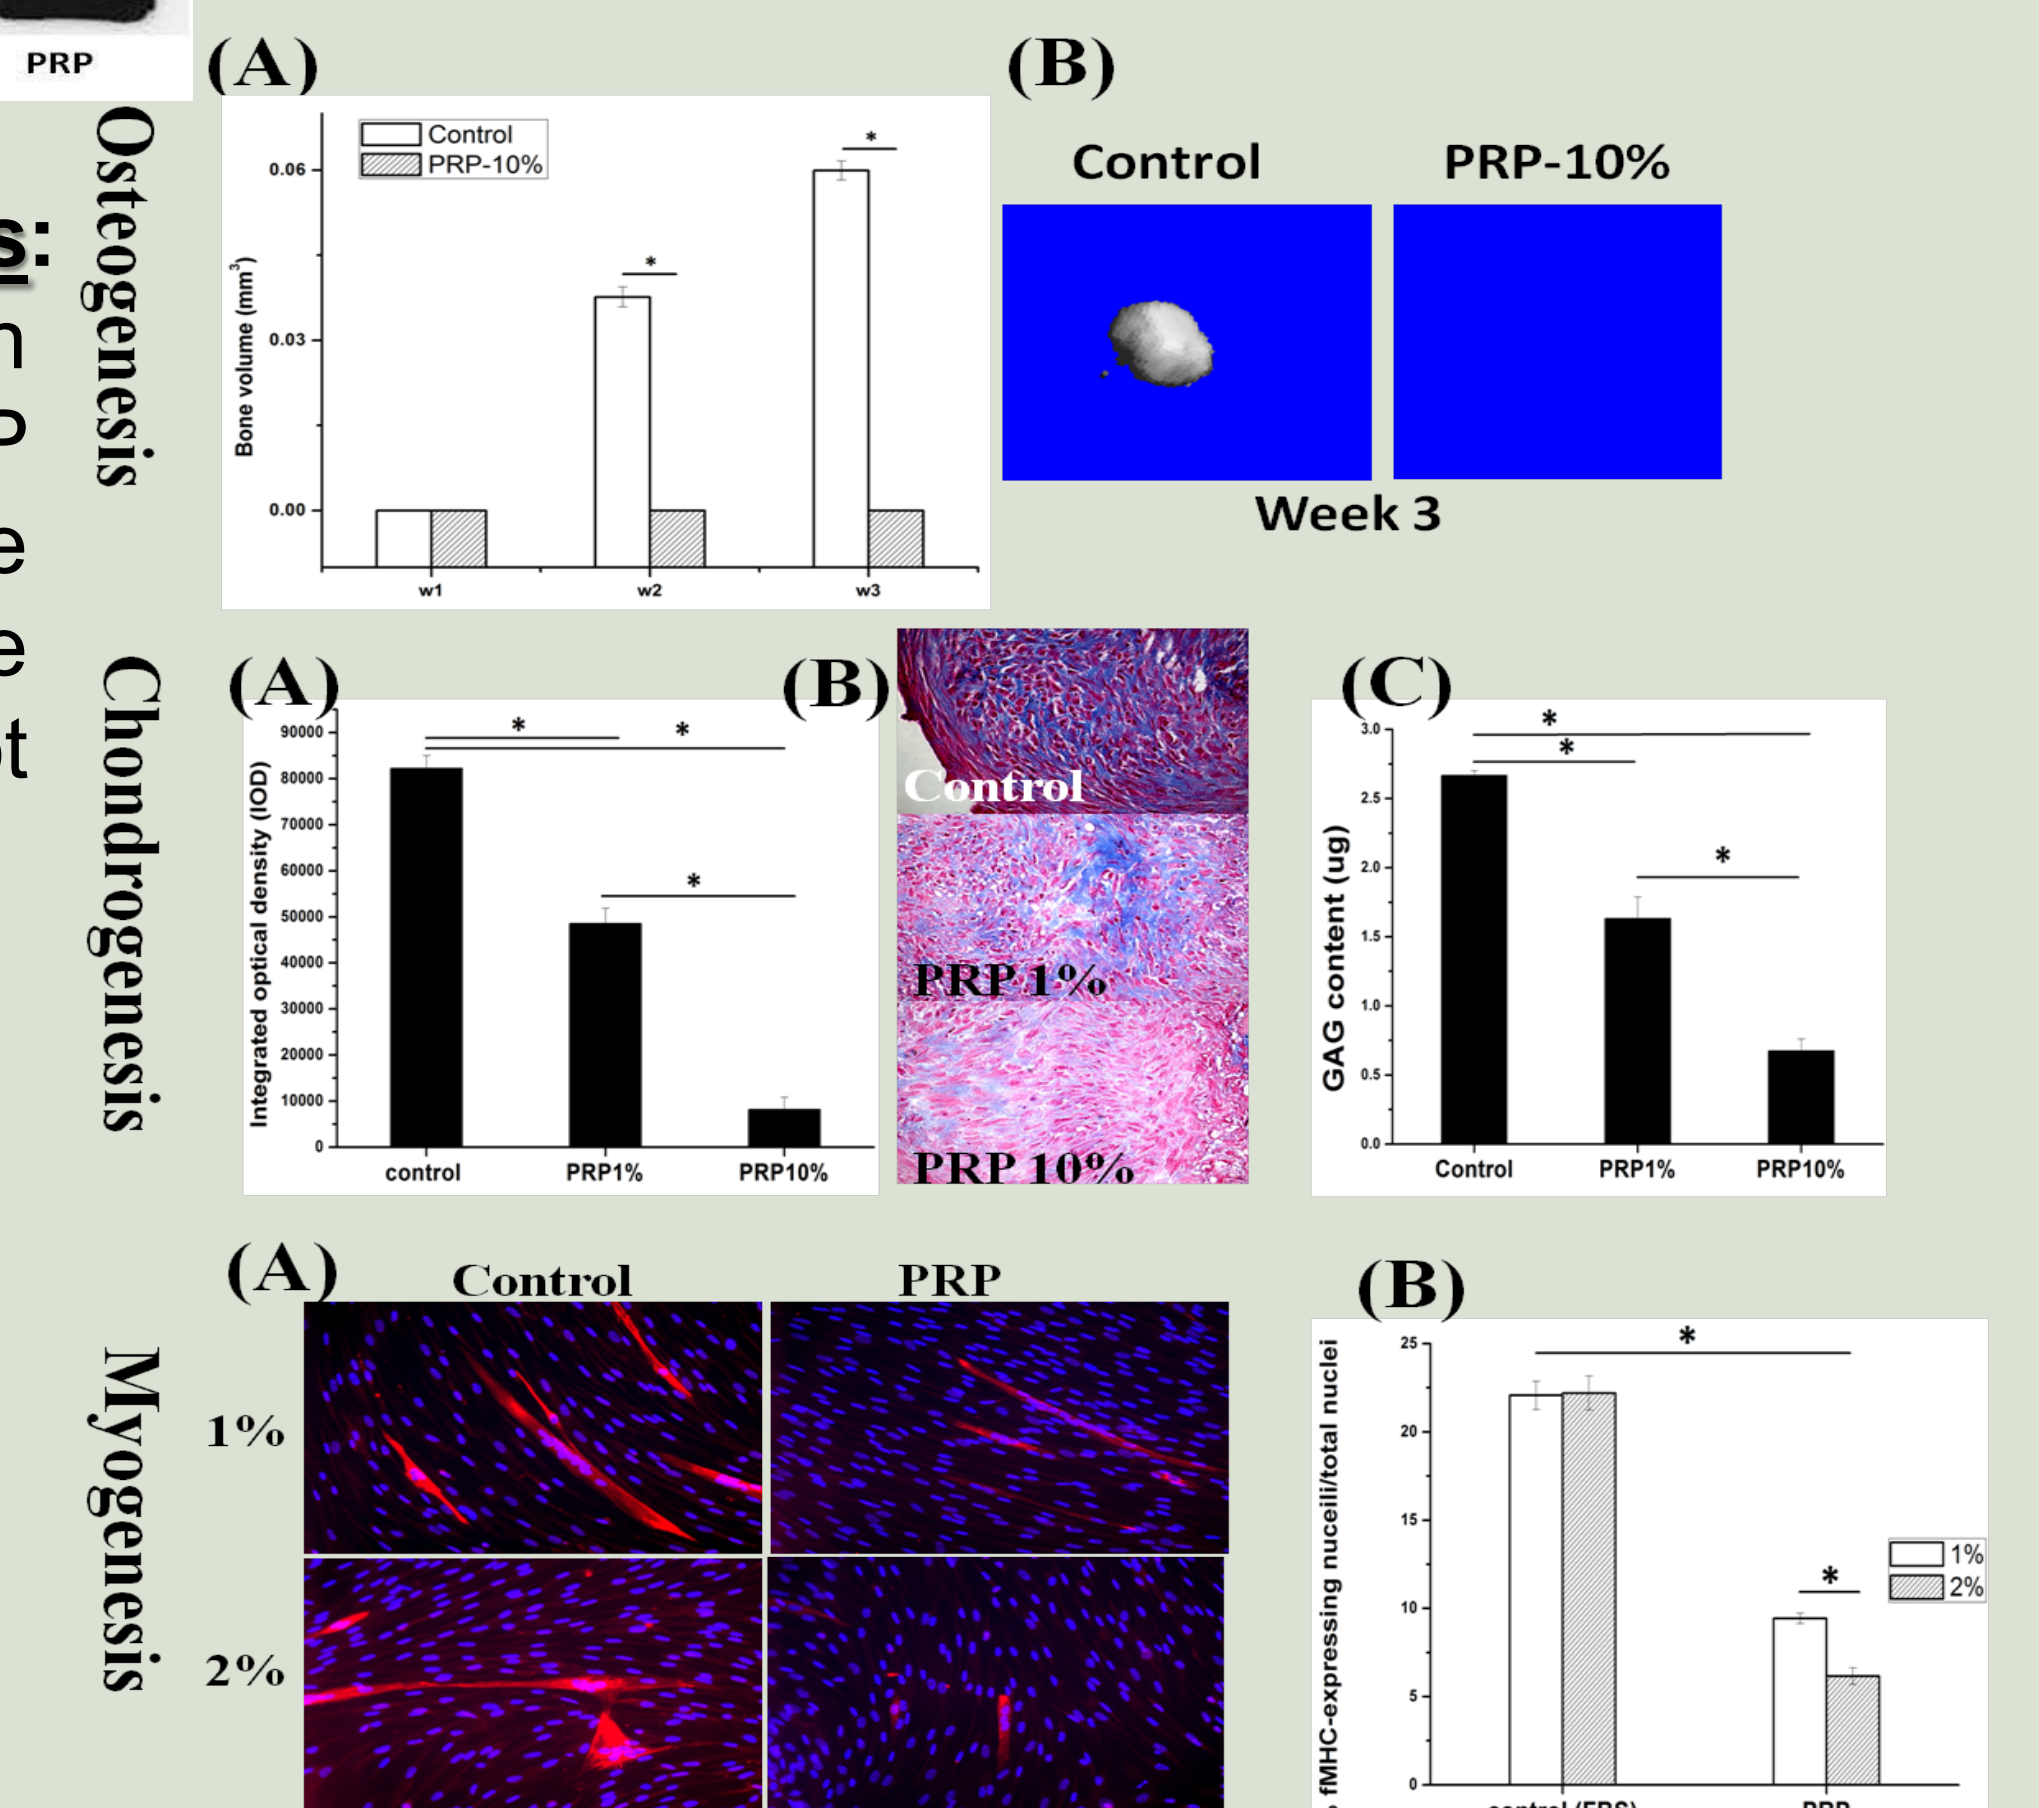 PRP
s:
n
P
e
e
ot
Osteogenesis
(A)
Control
PRP-10%
0.06
0.03
0.00
Bone volume (mm³)
*
*
w1
w2
w3
(B)
Control
PRP-10%
Week 3
Chondrogenesis
(A)
90000
80000
70000
60000
50000
40000
30000
20000
10000
0
Integrated optical density (IOD)
*
*
*
control
PRP1%
PRP10%
(B)
Control
PRP 1%
PRP 10%
(C)
3.0
2.5
2.0
1.5
1.0
0.5
0.0
GAG content (ug)
*
*
*
Control
PRP1%
PRP10%
Myogenesis
(A)
Control
PRP
1%
2%
(B)
25
20
15
10
5
0
fMHC-expressing nuceili/total nuclei
*
*
1%
2%
control (FBS)
PRP